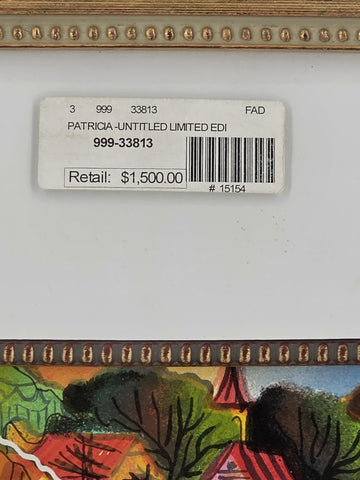 3 999 33813 FAD
PATRICIA -UNTITLED LIMITED EDI
999-33813
Retail: $1,500.00
# 15154